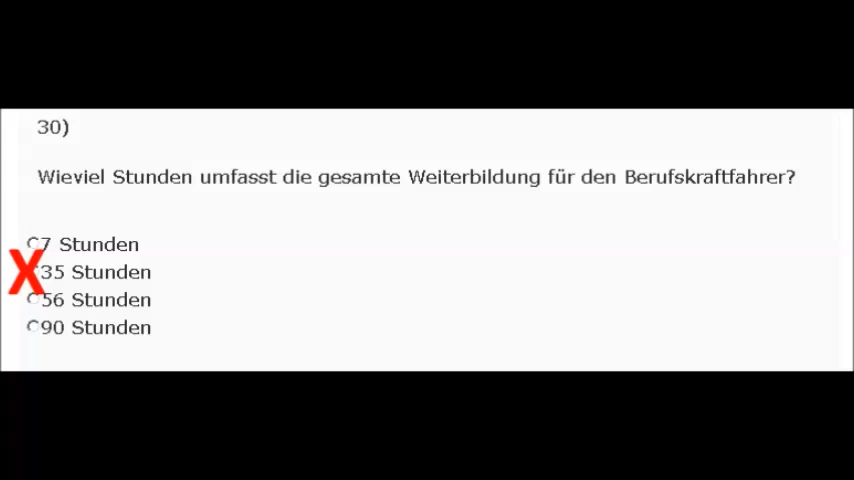 30)
Wieviel Stunden umfasst die gesamte Weiterbildung für den Berufskraftfahrer?
7 Stunden
X 35 Stunden
56 Stunden
90 Stunden